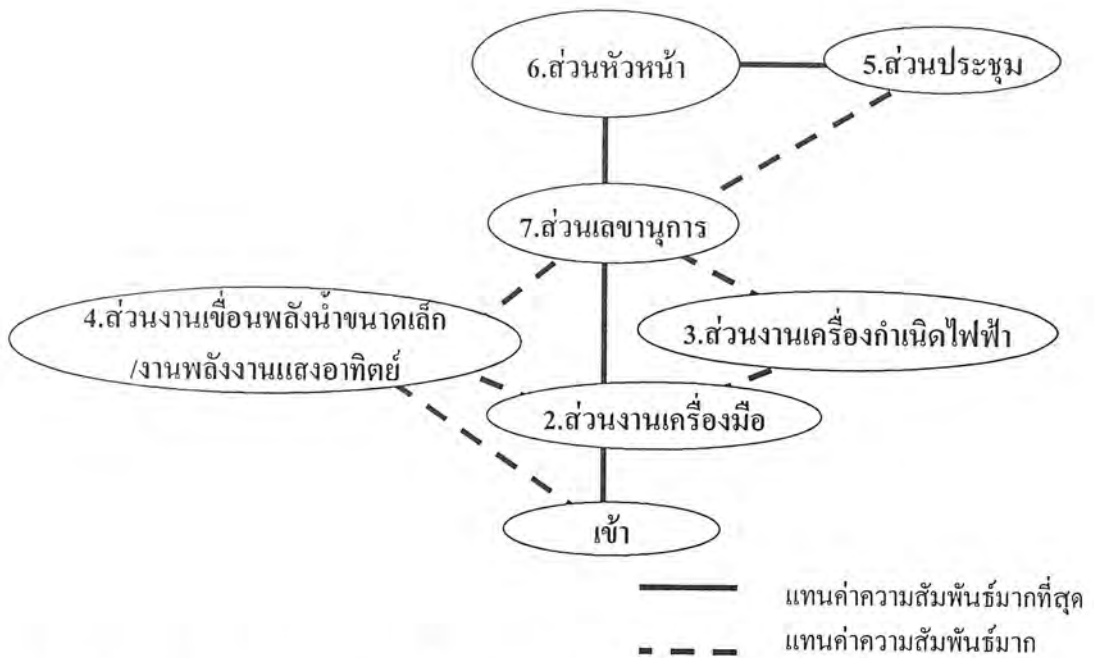 6.ส่วนหัวหน้า
5.ส่วนประชุม
7.ส่วนเลขานุการ
4.ส่วนงานเขื่อนพลังน้ำขนาดเล็ก
/งานพลังงานแสงอาทิตย์
3.ส่วนงานเครื่องกำเนิดไฟฟ้า
2.ส่วนงานเครื่องมือ
เข้า
แทนค่าความสัมพันธ์มากที่สุด
แทนค่าความสัมพันธ์มาก